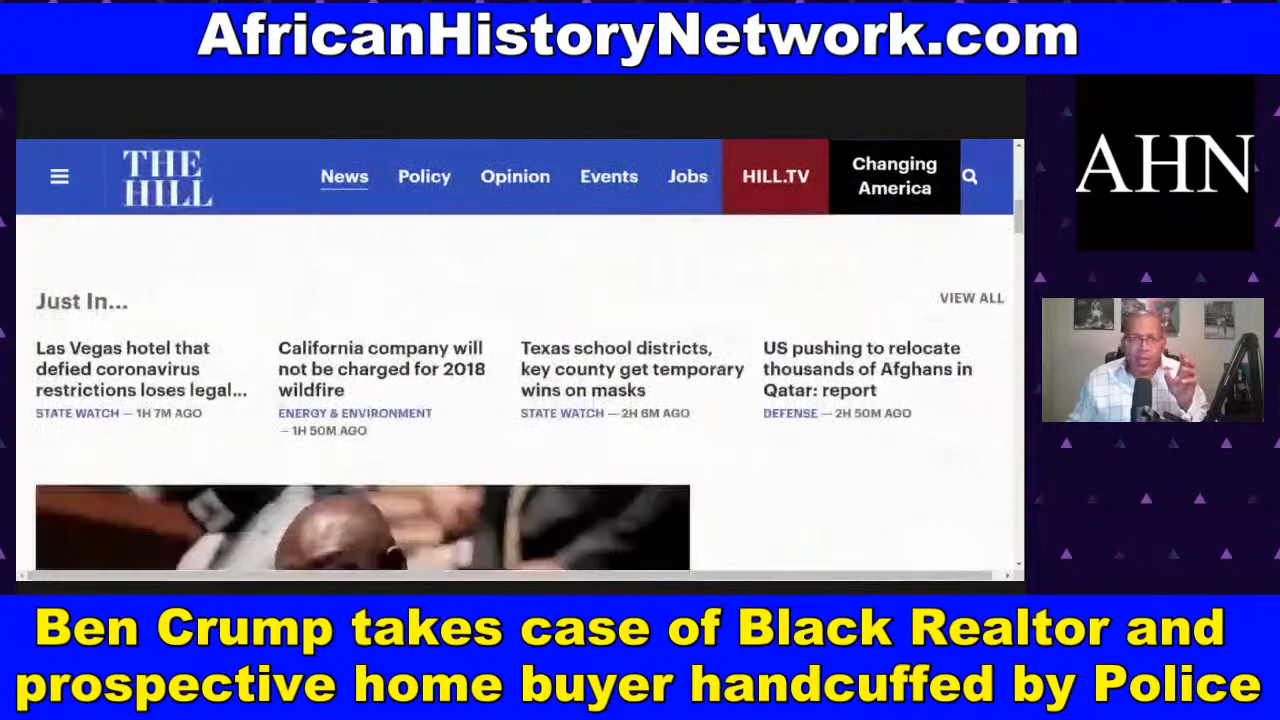 AfricanHistoryNetwork.com
THE
HILL
News
Policy
Opinion
Events
Jobs
HILL.TV
Changing
America
AHN
Just In...
VIEW ALL
Las Vegas hotel that
defied coronavirus
restrictions loses legal...
STATE WATCH — 1H 7M AGO
California company will
not be charged for 2018
wildfire
ENERGY & ENVIRONMENT
— 1H 50M AGO
Texas school districts,
key county get temporary
wins on masks
STATE WATCH — 2H 6M AGO
US pushing to relocate
thousands of Afghans in
Qatar: report
DEFENSE — 2H 50M AGO
Ben Crump takes case of Black Realtor and
prospective home buyer handcuffed by Police